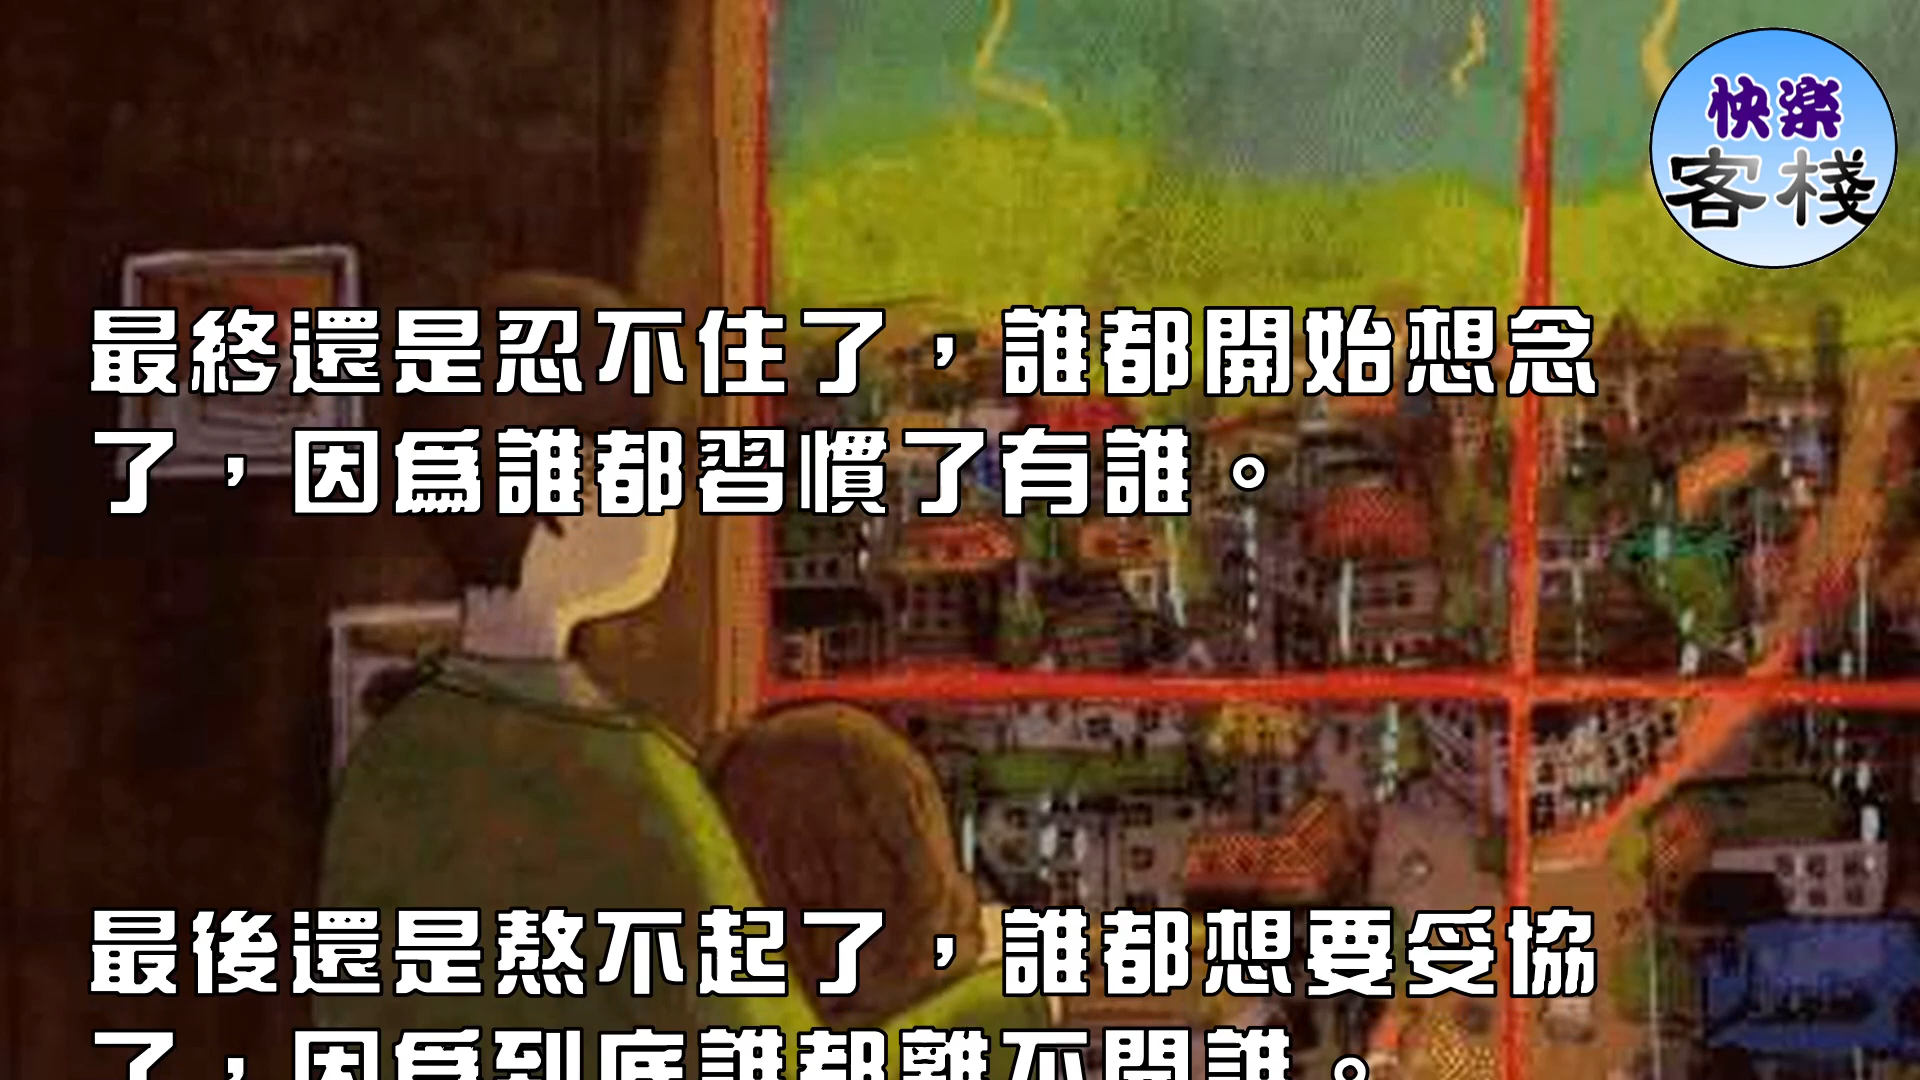 快樂
客棧
最終還是忍不住了，誰都開始想念
了，因為誰都習慣了有誰。
最後還是熬不起了，誰都想要妥協
了，因為到底誰都離不開誰。